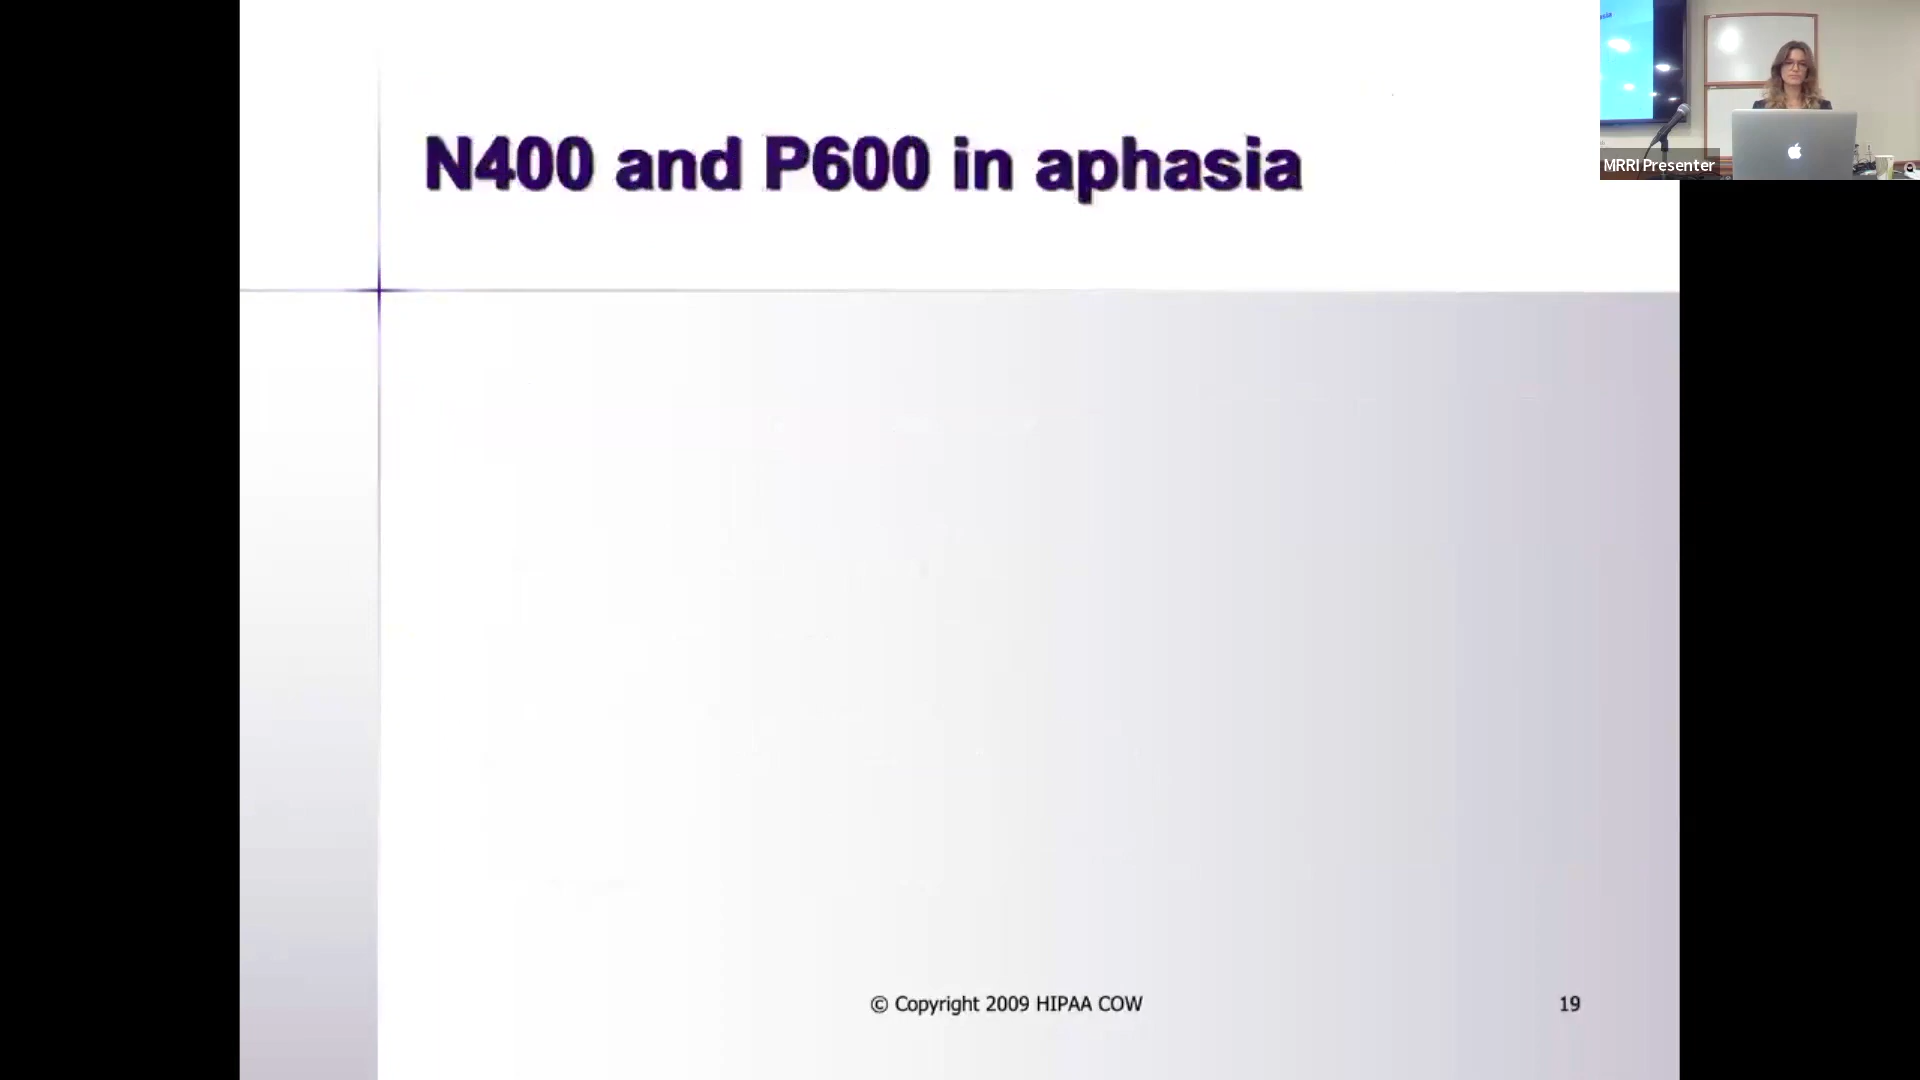 N400 and P600 in aphasia
MRRI Presenter
© Copyright 2009 HIPAA COW
19